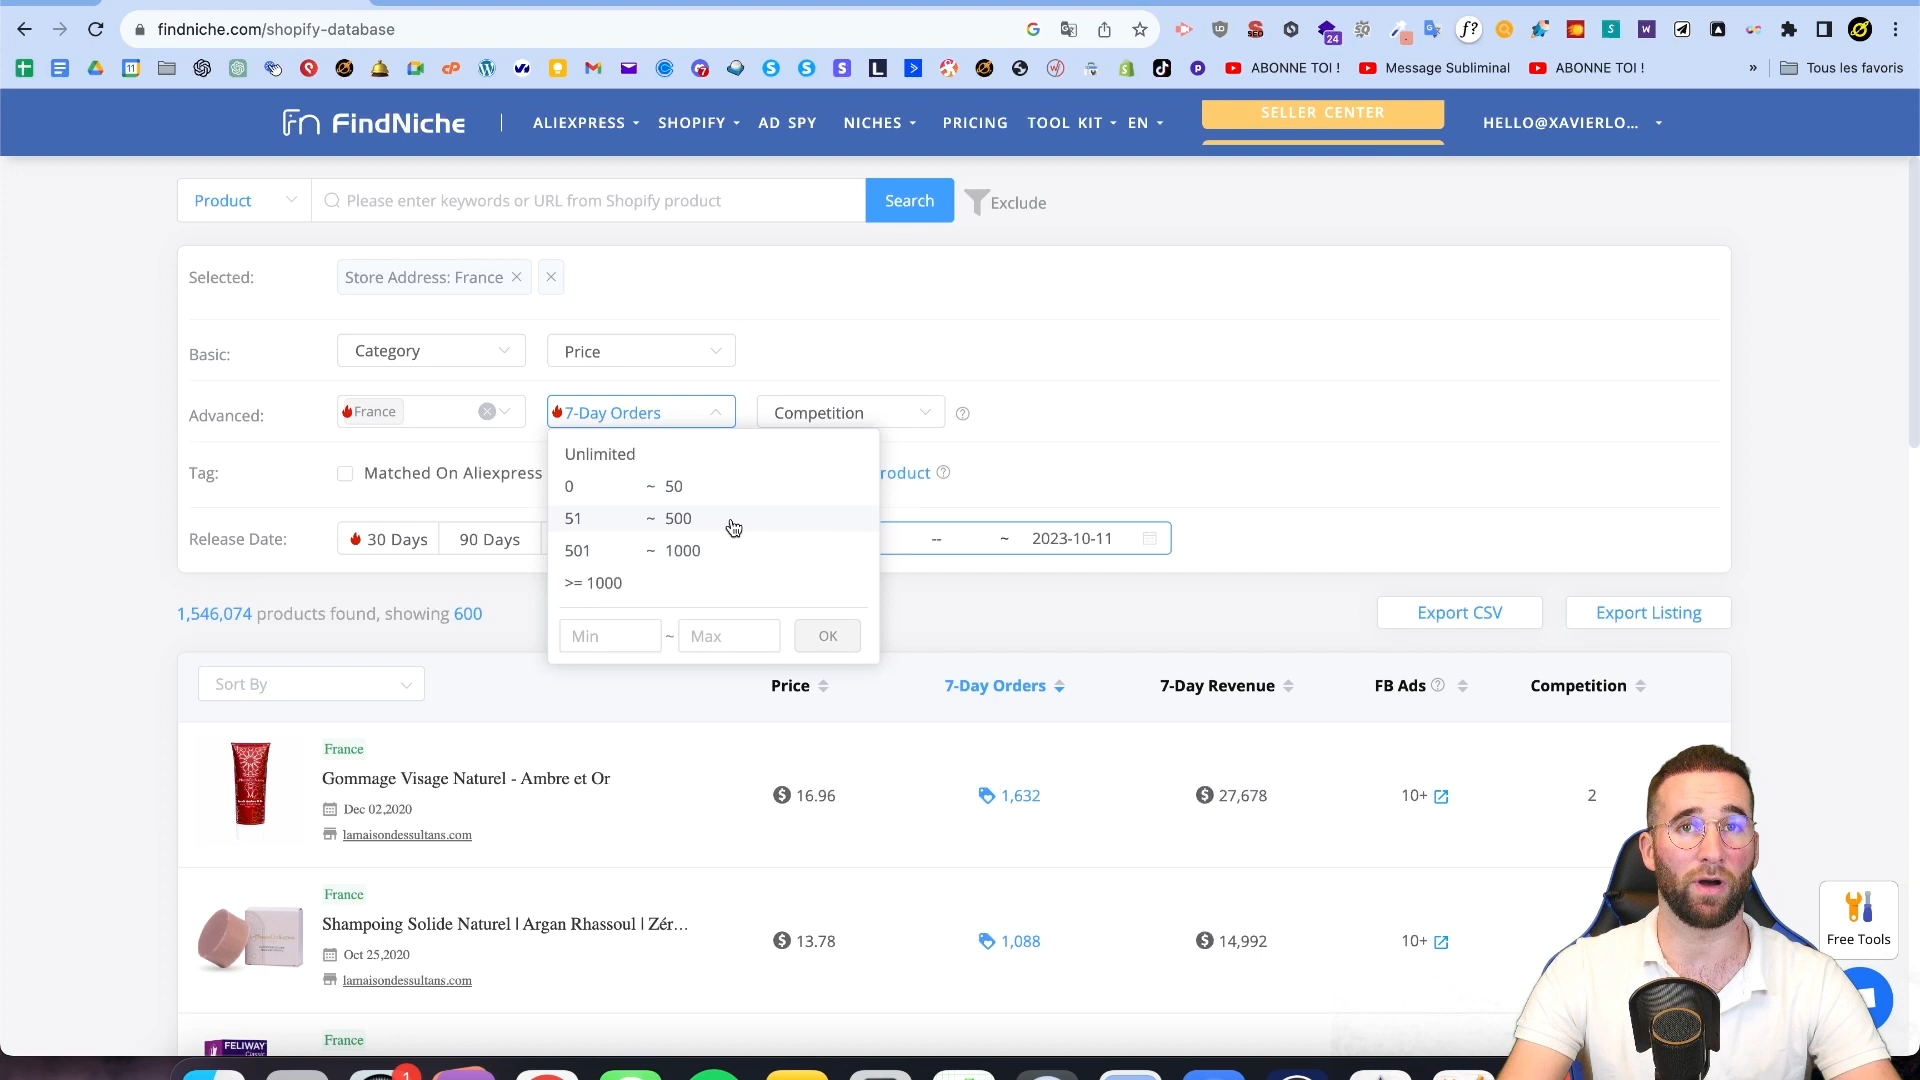 findniche.com/shopify-database
24
ABONNE TOI !
Message Subliminal
ABONNE TOI !
»
Tous les favoris
FindNiche
ALIEXPRESS
SHOPIFY
AD SPY
NICHES
PRICING
TOOL KIT
EN
SELLER CENTER
HELLO@XAVIERLO...
Product
Please enter keywords or URL from Shopify product
Search
Exclude
Selected:
Store Address: France
Basic:
Category
Price
Advanced:
France
7-Day Orders
Competition
Unlimited
0 ~ 50
51 ~ 500
501 ~ 1000
>= 1000
Min ~ Max OK
Tag:
Matched On Aliexpress
roduct
Release Date:
30 Days
90 Days
-- ~ 2023-10-11
1,546,074 products found, showing 600
Export CSV
Export Listing
Sort By
Price
7-Day Orders
7-Day Revenue
FB Ads
Competition
France
Gommage Visage Naturel - Ambre et Or
Dec 02,2020
lamaisondessultans.com
16.96
1,632
27,678
10+
2
France
Shampoing Solide Naturel | Argan Rhassoul | Zér...
Oct 25,2020
lamaisondessultans.com
13.78
1,088
14,992
10+
France
FELIWAY
Classic
Free Tools
1